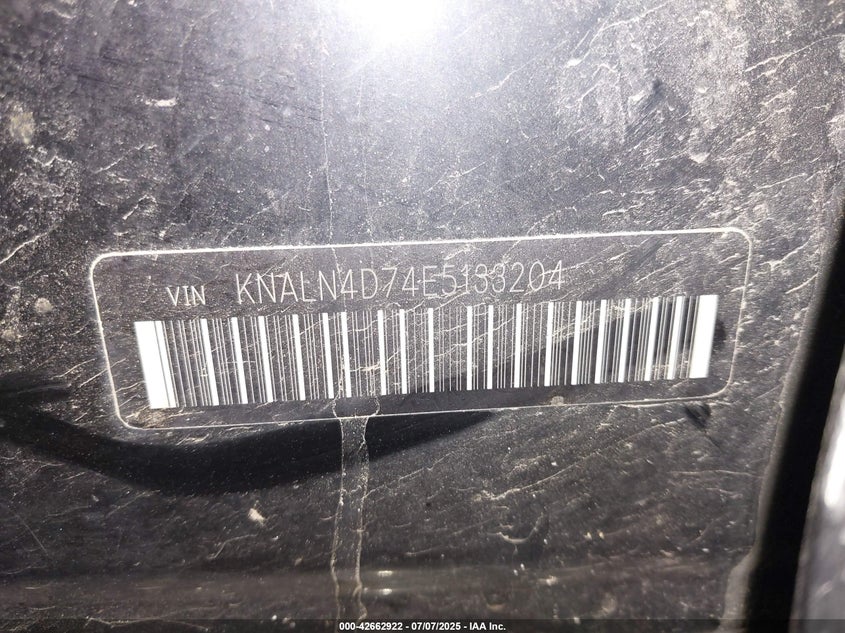 VIN KNALN4D74E5133204
000-42662922 - 07/07/2025 - IAA Inc.